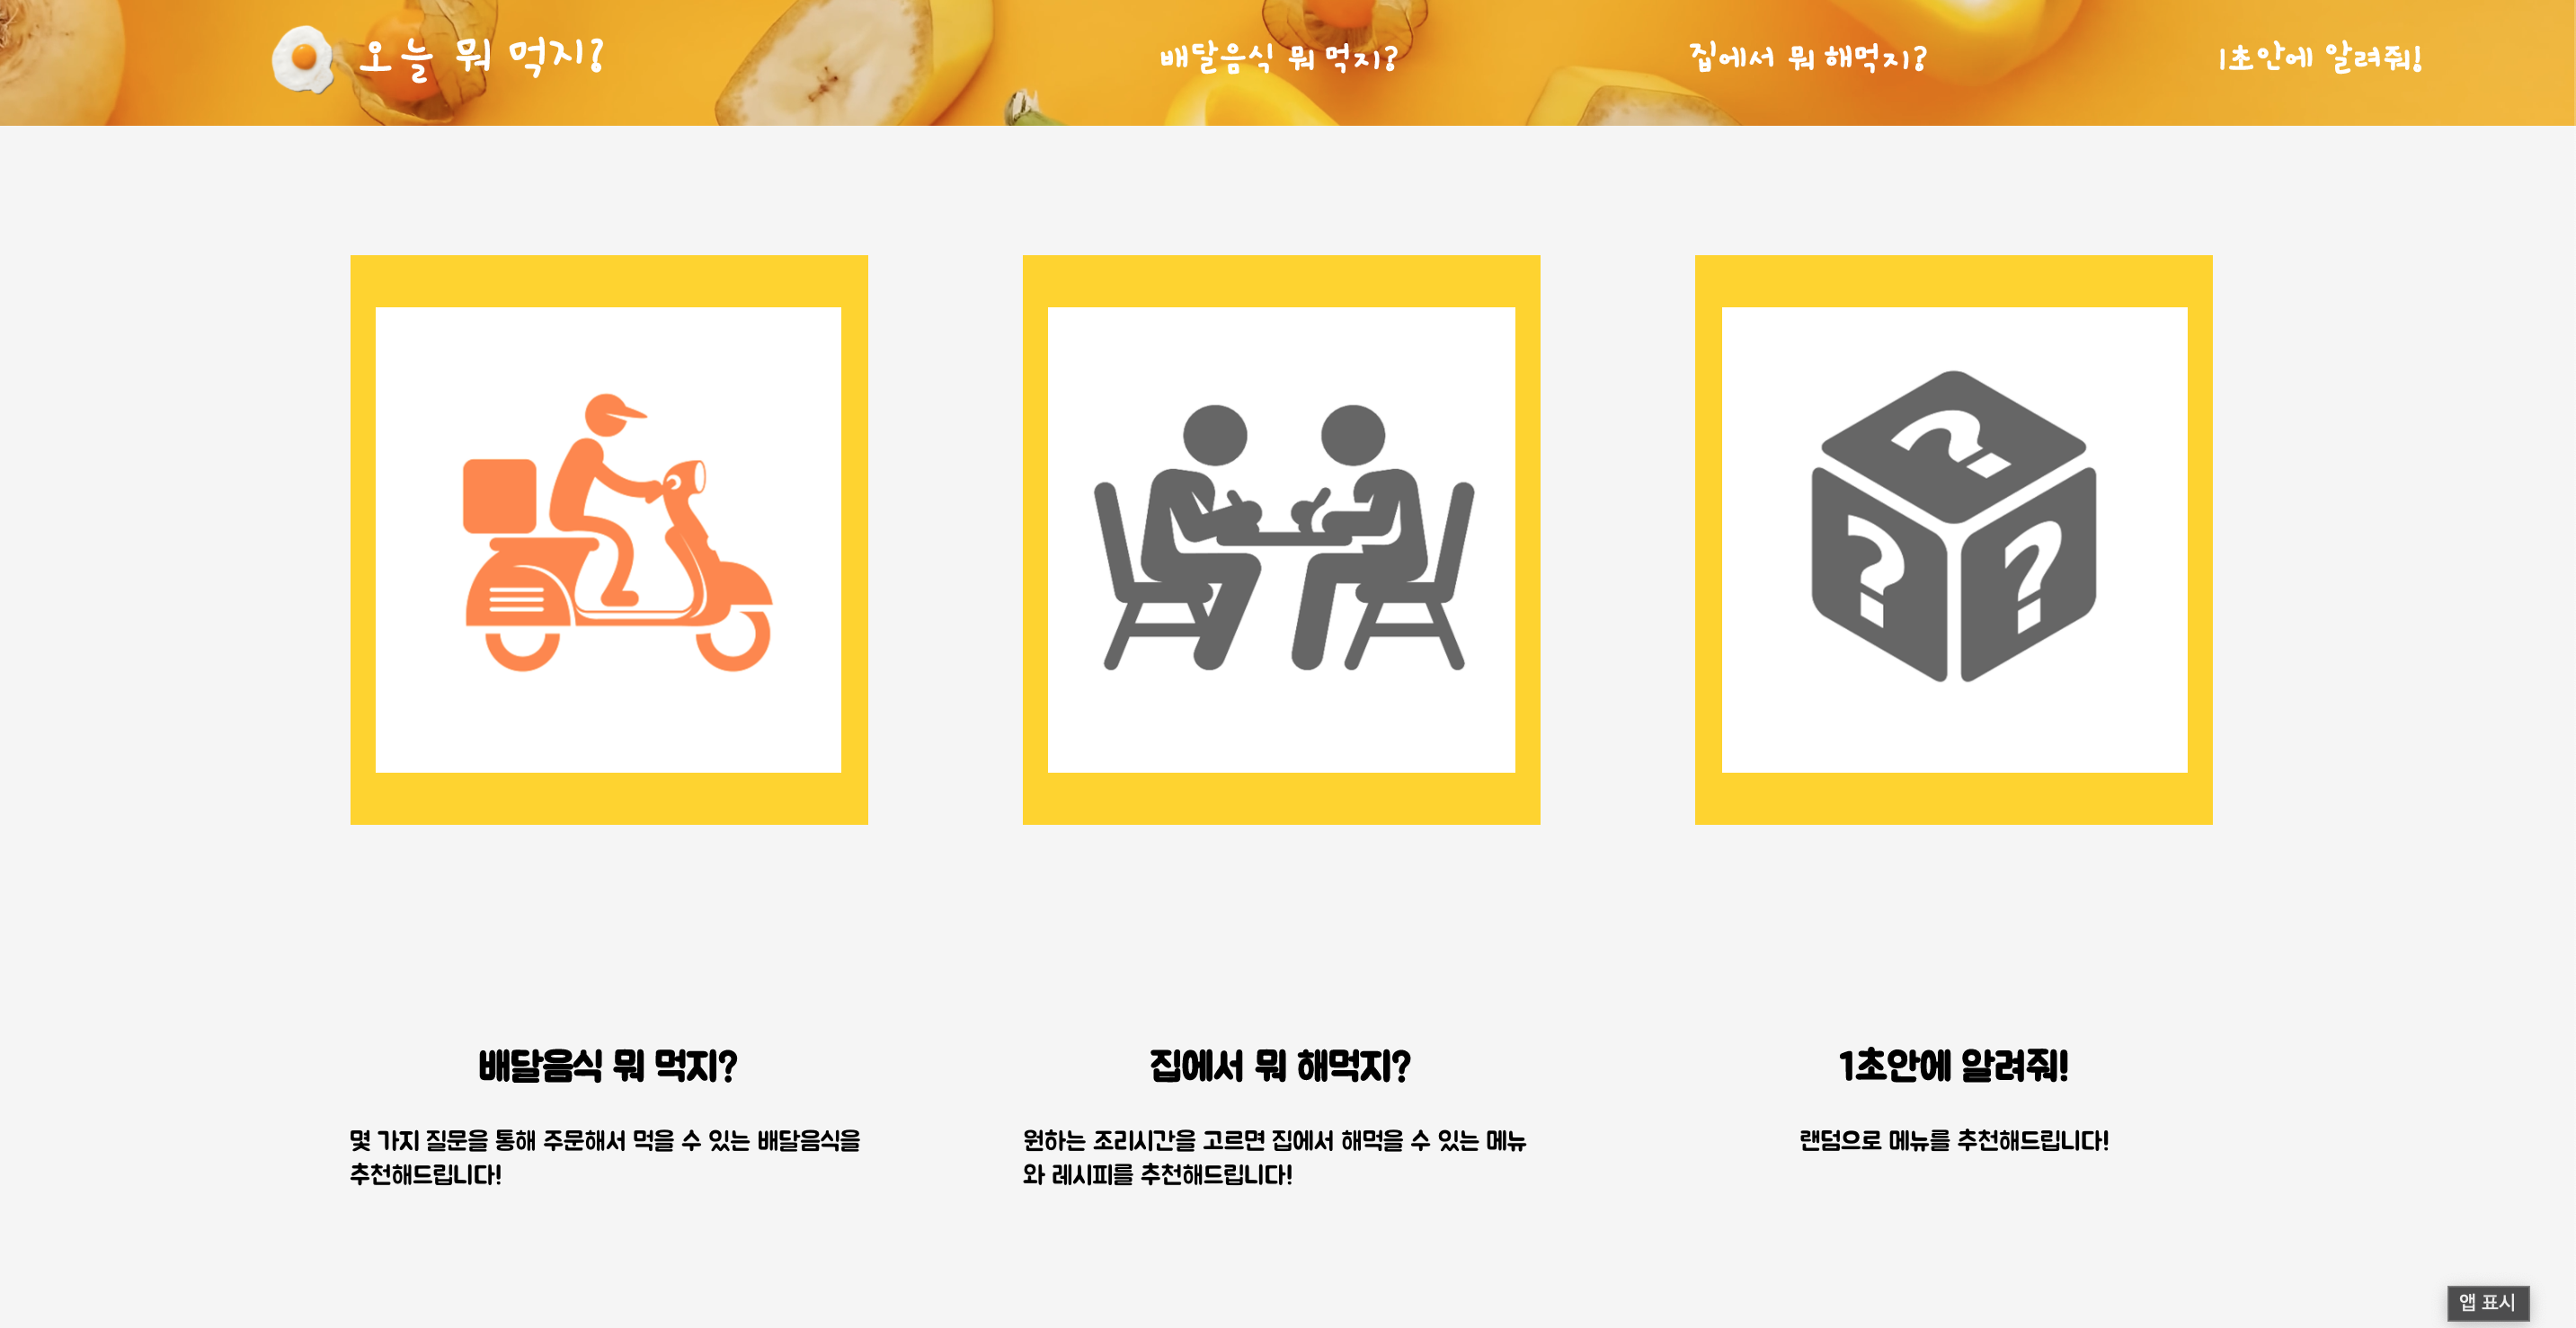 오늘 뭐 먹지?
배달음식 뭐 먹지?
집에서 뭐 해먹지?
1초안에 알려줘!
? ? ?
배달음식 뭐 먹지?
몇 가지 질문을 통해 주문해서 먹을 수 있는 배달음식을
추천해드립니다!
집에서 뭐 해먹지?
원하는 조리시간을 고르면 집에서 해먹을 수 있는 메뉴
와 레시피를 추천해드립니다!
1초안에 알려줘!
랜덤으로 메뉴를 추천해드립니다!
앱 표시